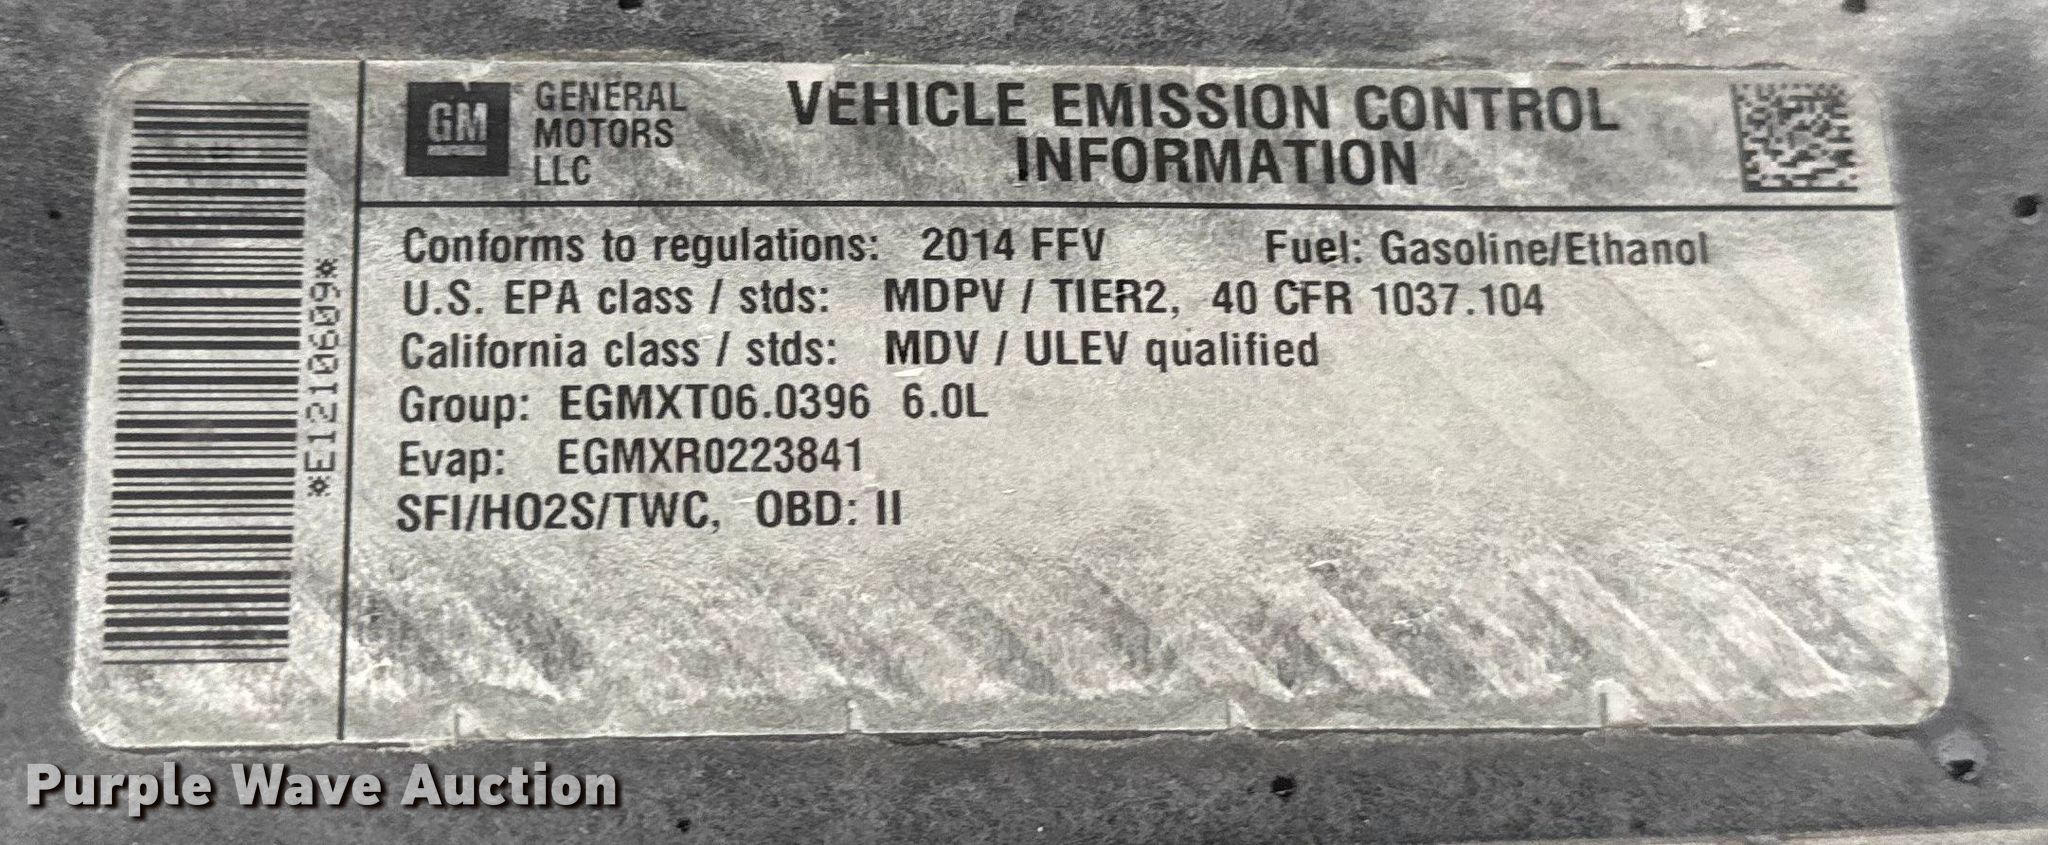 GM
GENERAL
MOTORS
LLC
VEHICLE EMISSION CONTROL
INFORMATION
Conforms to regulations: 2014 FFV Fuel: Gasoline/Ethanol
U.S. EPA class / stds: MDPV / TIER2, 40 CFR 1037.104
California class / stds: MDV / ULEV qualified
Group: EGMXT06.0396 6.0L
Evap: EGMXR0223841
SFI/HO2S/TWC, OBD: II
*E1210609*
Purple Wave Auction